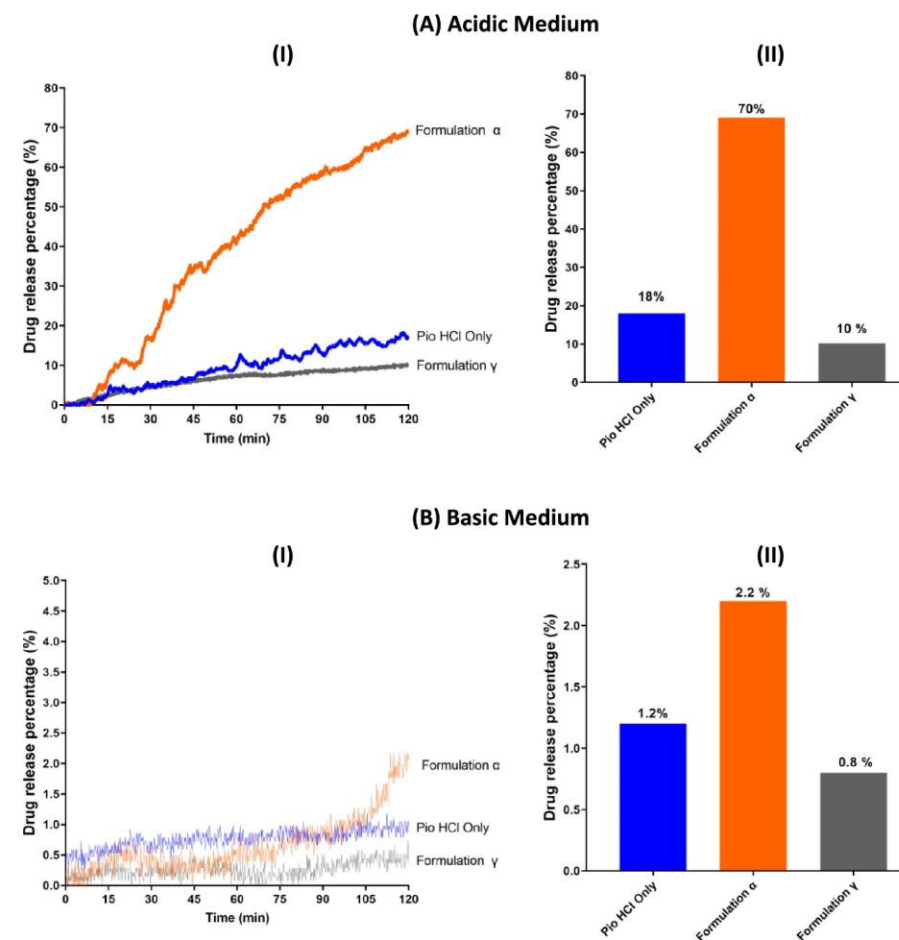 (A) Acidic Medium
(I)
Drug release percentage (%)
80
70
60
50
40
30
20
10
0
0 15 30 45 60 75 90 105 120
Time (min)
Formulation α
Pio HCl Only
Formulation γ
(II)
Drug release percentage (%)
80
70
60
50
40
30
20
10
0
18%
70%
10 %
Pio HCl Only
Formulation α
Formulation γ
(B) Basic Medium
(I)
Drug release percentage (%)
5.0
4.5
4.0
3.5
3.0
2.5
2.0
1.5
1.0
0.5
0.0
0 15 30 45 60 75 90 105 120
Time (min)
Formulation α
Pio HCl Only
Formulation γ
(II)
Drug release percentage (%)
2.5
2.0
1.5
1.0
0.5
0.0
1.2%
2.2 %
0.8 %
Pio HCl Only
Formulation α
Formulation γ